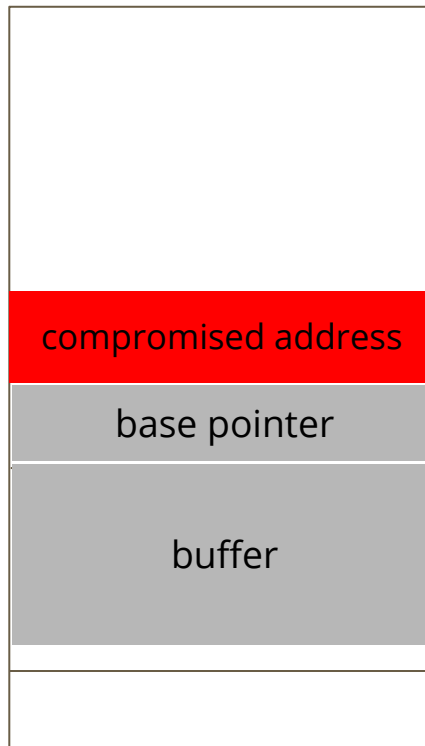 compromised address
base pointer
buffer